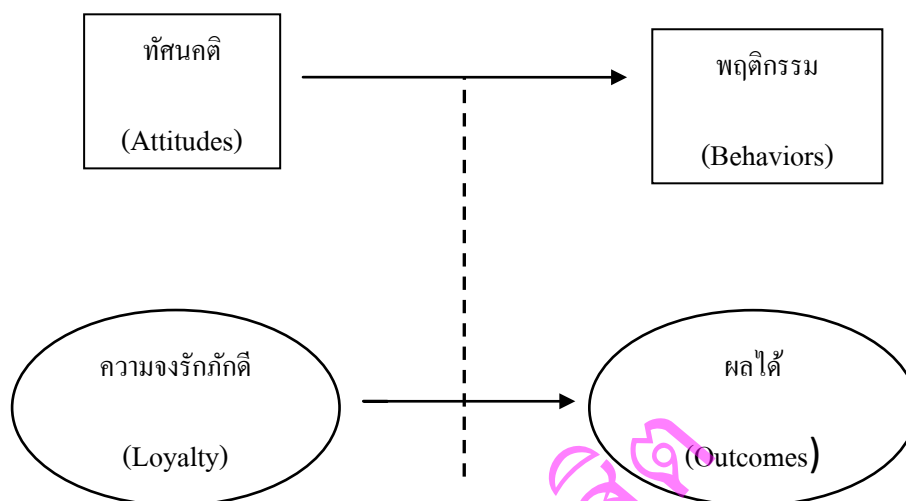 ทัศนคติ
(Attitudes)
พฤติกรรม
(Behaviors)
ความจงรักภักดี
(Loyalty)
ผลได้
(Outcomes)